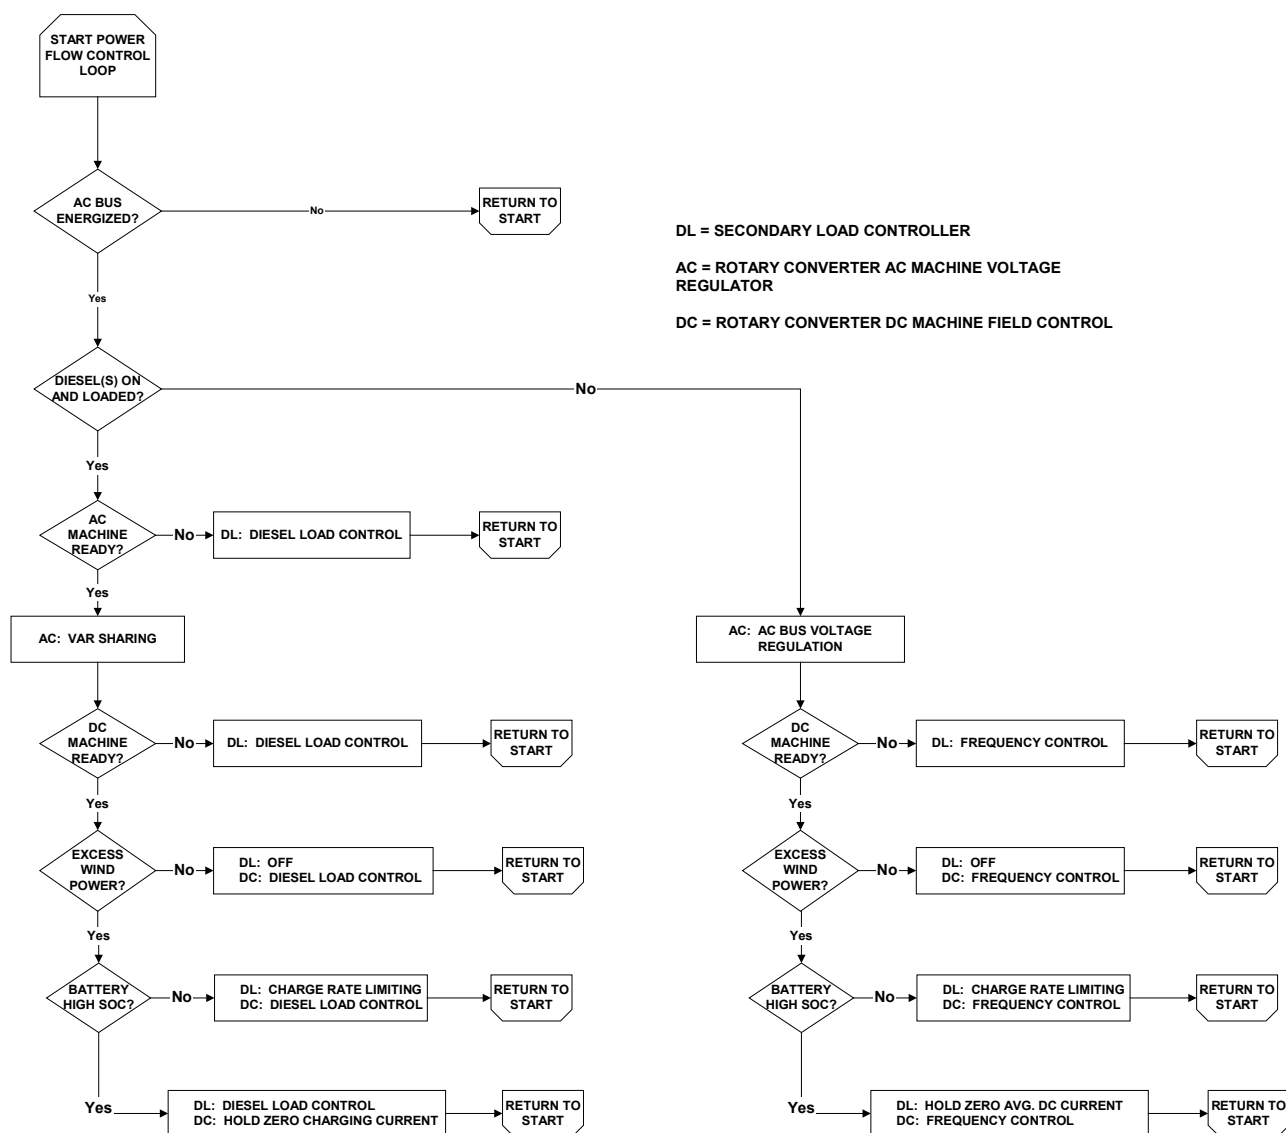 START POWER
FLOW CONTROL
LOOP
AC BUS
ENERGIZED?
No
RETURN TO
START
DL = SECONDARY LOAD CONTROLLER
AC = ROTARY CONVERTER AC MACHINE VOLTAGE
REGULATOR
DC = ROTARY CONVERTER DC MACHINE FIELD CONTROL
Yes
DIESEL(S) ON
AND LOADED?
No
Yes
AC
MACHINE
READY?
No
DL: DIESEL LOAD CONTROL
RETURN TO
START
Yes
AC: VAR SHARING
DC
MACHINE
READY?
No
DL: DIESEL LOAD CONTROL
RETURN TO
START
Yes
EXCESS
WIND
POWER?
No
DL: OFF
DC: DIESEL LOAD CONTROL
RETURN TO
START
Yes
BATTERY
HIGH SOC?
No
DL: CHARGE RATE LIMITING
DC: DIESEL LOAD CONTROL
RETURN TO
START
Yes
DL: DIESEL LOAD CONTROL
DC: HOLD ZERO CHARGING CURRENT
RETURN TO
START
AC: AC BUS VOLTAGE
REGULATION
DC
MACHINE
READY?
No
DL: FREQUENCY CONTROL
RETURN TO
START
Yes
EXCESS
WIND
POWER?
No
DL: OFF
DC: FREQUENCY CONTROL
RETURN TO
START
Yes
BATTERY
HIGH SOC?
No
DL: CHARGE RATE LIMITING
DC: FREQUENCY CONTROL
RETURN TO
START
Yes
DL: HOLD ZERO AVG. DC CURRENT
DC: FREQUENCY CONTROL
RETURN TO
START